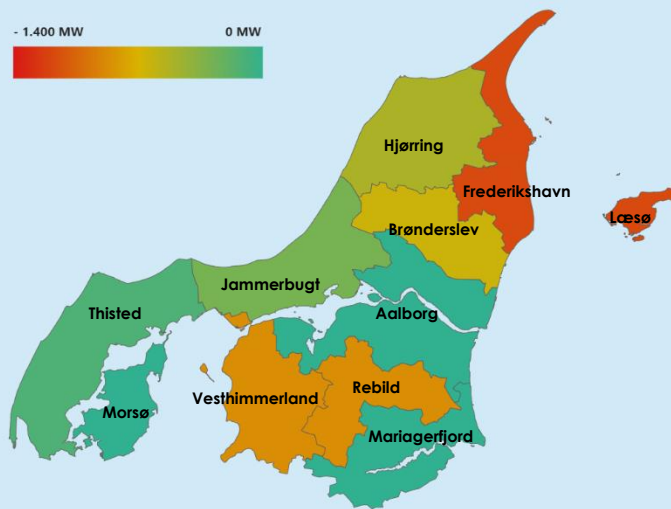 - 1.400 MW 0 MW
Hjørring
Frederikshavn
Læsø
Brønderslev
Jammerbugt
Thisted
Aalborg
Rebild
Vesthimmerland
Morsø
Mariagerfjord